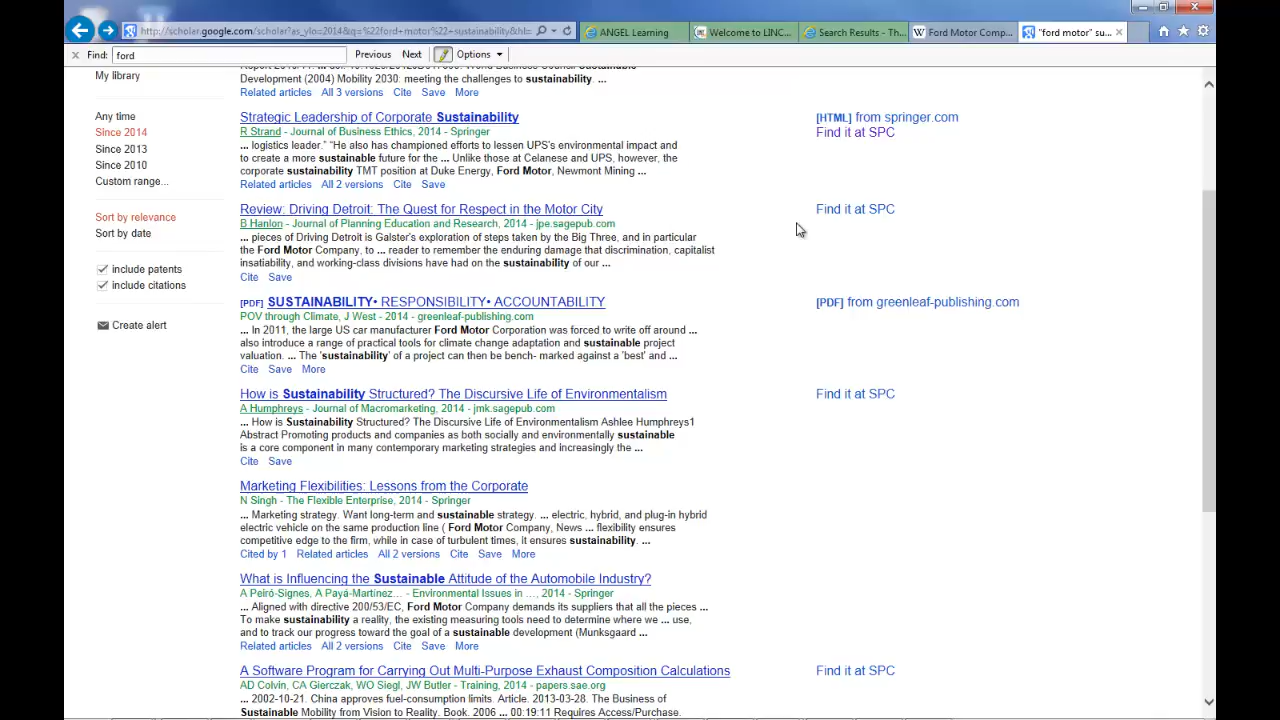 http://scholar.google.com/scholar?as_ylo=2014&q=%22ford+motor%22+sustainability&hl=
ANGEL Learning
Welcome to LINC...
Search Results - Th...
Ford Motor Comp...
"ford motor" su...
Find: ford
Previous
Next
Options
My library
Any time
Since 2014
Since 2013
Since 2010
Custom range...
Sort by relevance
Sort by date
include patents
include citations
Create alert
Development (2004) Mobility 2030: meeting the challenges to sustainability. ...
Related articles All 3 versions Cite Save More
Strategic Leadership of Corporate Sustainability
[HTML] from springer.com
R Strand - Journal of Business Ethics, 2014 - Springer
Find it at SPC
... logistics leader." "He also has championed efforts to lessen UPS's environmental impact and
to create a more sustainable future for the ... Unlike those at Celanese and UPS, however, the
corporate sustainability TMT position at Duke Energy, Ford Motor, Newmont Mining ...
Related articles All 2 versions Cite Save
Review: Driving Detroit: The Quest for Respect in the Motor City
Find it at SPC
B Hanlon - Journal of Planning Education and Research, 2014 - jpe.sagepub.com
... pieces of Driving Detroit is Galster's exploration of steps taken by the Big Three, and in particular
the Ford Motor Company, to ... reader to remember the enduring damage that discrimination, capitalist
insatiability, and working-class divisions have had on the sustainability of our ...
Cite Save
[PDF] SUSTAINABILITY• RESPONSIBILITY• ACCOUNTABILITY
[PDF] from greenleaf-publishing.com
POV through Climate, J West - 2014 - greenleaf-publishing.com
... In 2011, the large US car manufacturer Ford Motor Corporation was forced to write off around ...
also introduce a range of practical tools for climate change adaptation and sustainable project
valuation. ... The 'sustainability' of a project can then be bench- marked against a 'best' and ...
Cite Save More
How is Sustainability Structured? The Discursive Life of Environmentalism
Find it at SPC
A Humphreys - Journal of Macromarketing, 2014 - jmk.sagepub.com
... How is Sustainability Structured? The Discursive Life of Environmentalism Ashlee Humphreys1
Abstract Promoting products and companies as both socially and environmentally sustainable
is a core component in many contemporary marketing strategies and increasingly the ...
Cite Save
Marketing Flexibilities: Lessons from the Corporate
N Singh - The Flexible Enterprise, 2014 - Springer
... Marketing strategy. Want long-term and sustainable strategy. ... electric, hybrid, and plug-in hybrid
electric vehicle on the same production line ( Ford Motor Company, News ... flexibility ensures
competitive edge to the firm, while in case of turbulent times, it ensures sustainability. ...
Cited by 1 Related articles All 2 versions Cite Save More
What is Influencing the Sustainable Attitude of the Automobile Industry?
A Peiró-Signes, A Payá-Martínez... - Environmental Issues in ..., 2014 - Springer
... Aligned with directive 200/53/EC, Ford Motor Company demands its suppliers that all the pieces ...
To make sustainability a reality, the existing measuring tools need to determine where we ... use,
and to track our progress toward the goal of a sustainable development (Munksgaard ...
Related articles All 2 versions Cite Save More
A Software Program for Carrying Out Multi-Purpose Exhaust Composition Calculations
Find it at SPC
AD Colvin, CA Gierczak, WO Siegl, JW Butler - Training, 2014 - papers.sae.org
... 2002-10-21. China approves fuel-consumption limits. Article. 2013-03-28. The Business of
Sustainable Mobility from Vision to Reality. Book. 2006 ... 00:19:11 Requires Access/Purchase.